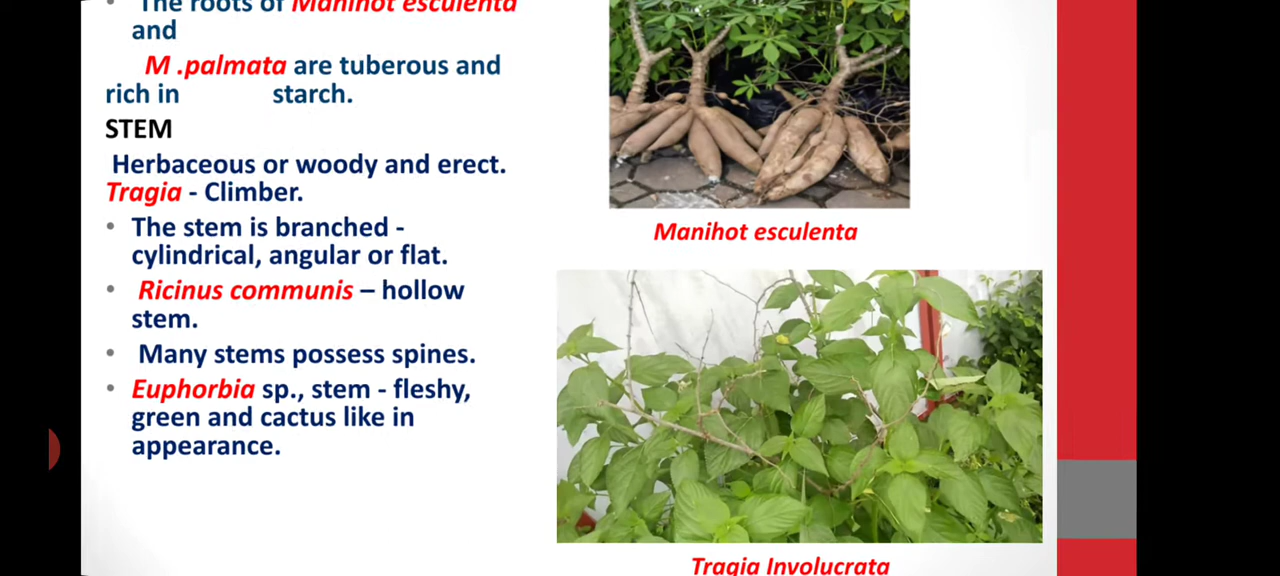 The roots of Manihot esculenta
and
M .palmata are tuberous and
rich in starch.
STEM
Herbaceous or woody and erect.
Tragia - Climber.
• The stem is branched -
cylindrical, angular or flat.
• Ricinus communis – hollow
stem.
• Many stems possess spines.
• Euphorbia sp., stem - fleshy,
green and cactus like in
appearance.
Manihot esculenta
Tragia Involucrata